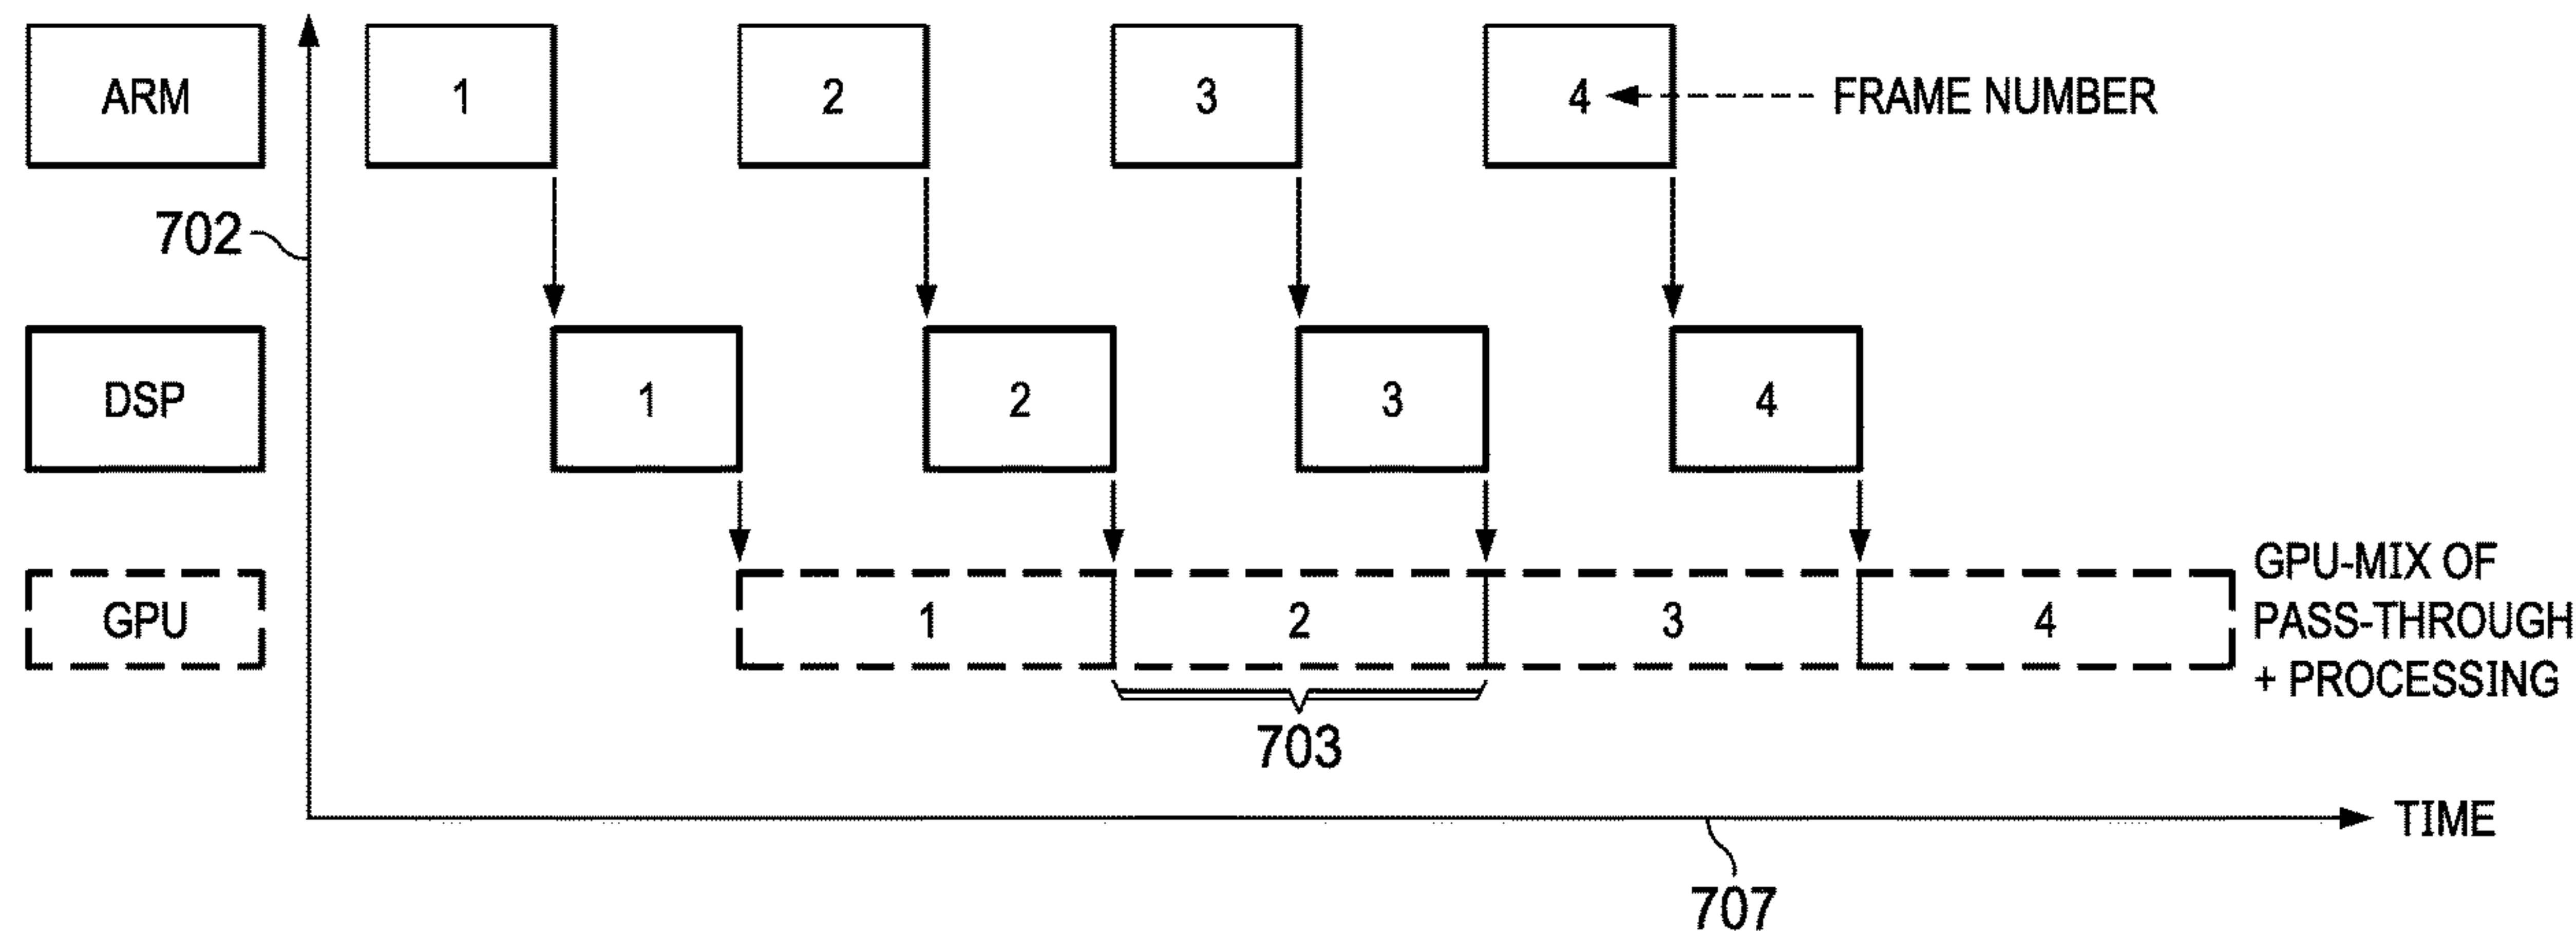 ARM 1 2 3 4 FRAME NUMBER
702
DSP 1 2 3 4
GPU 1 2 3 4
GPU-MIX OF
PASS-THROUGH
+ PROCESSING
703
TIME
707